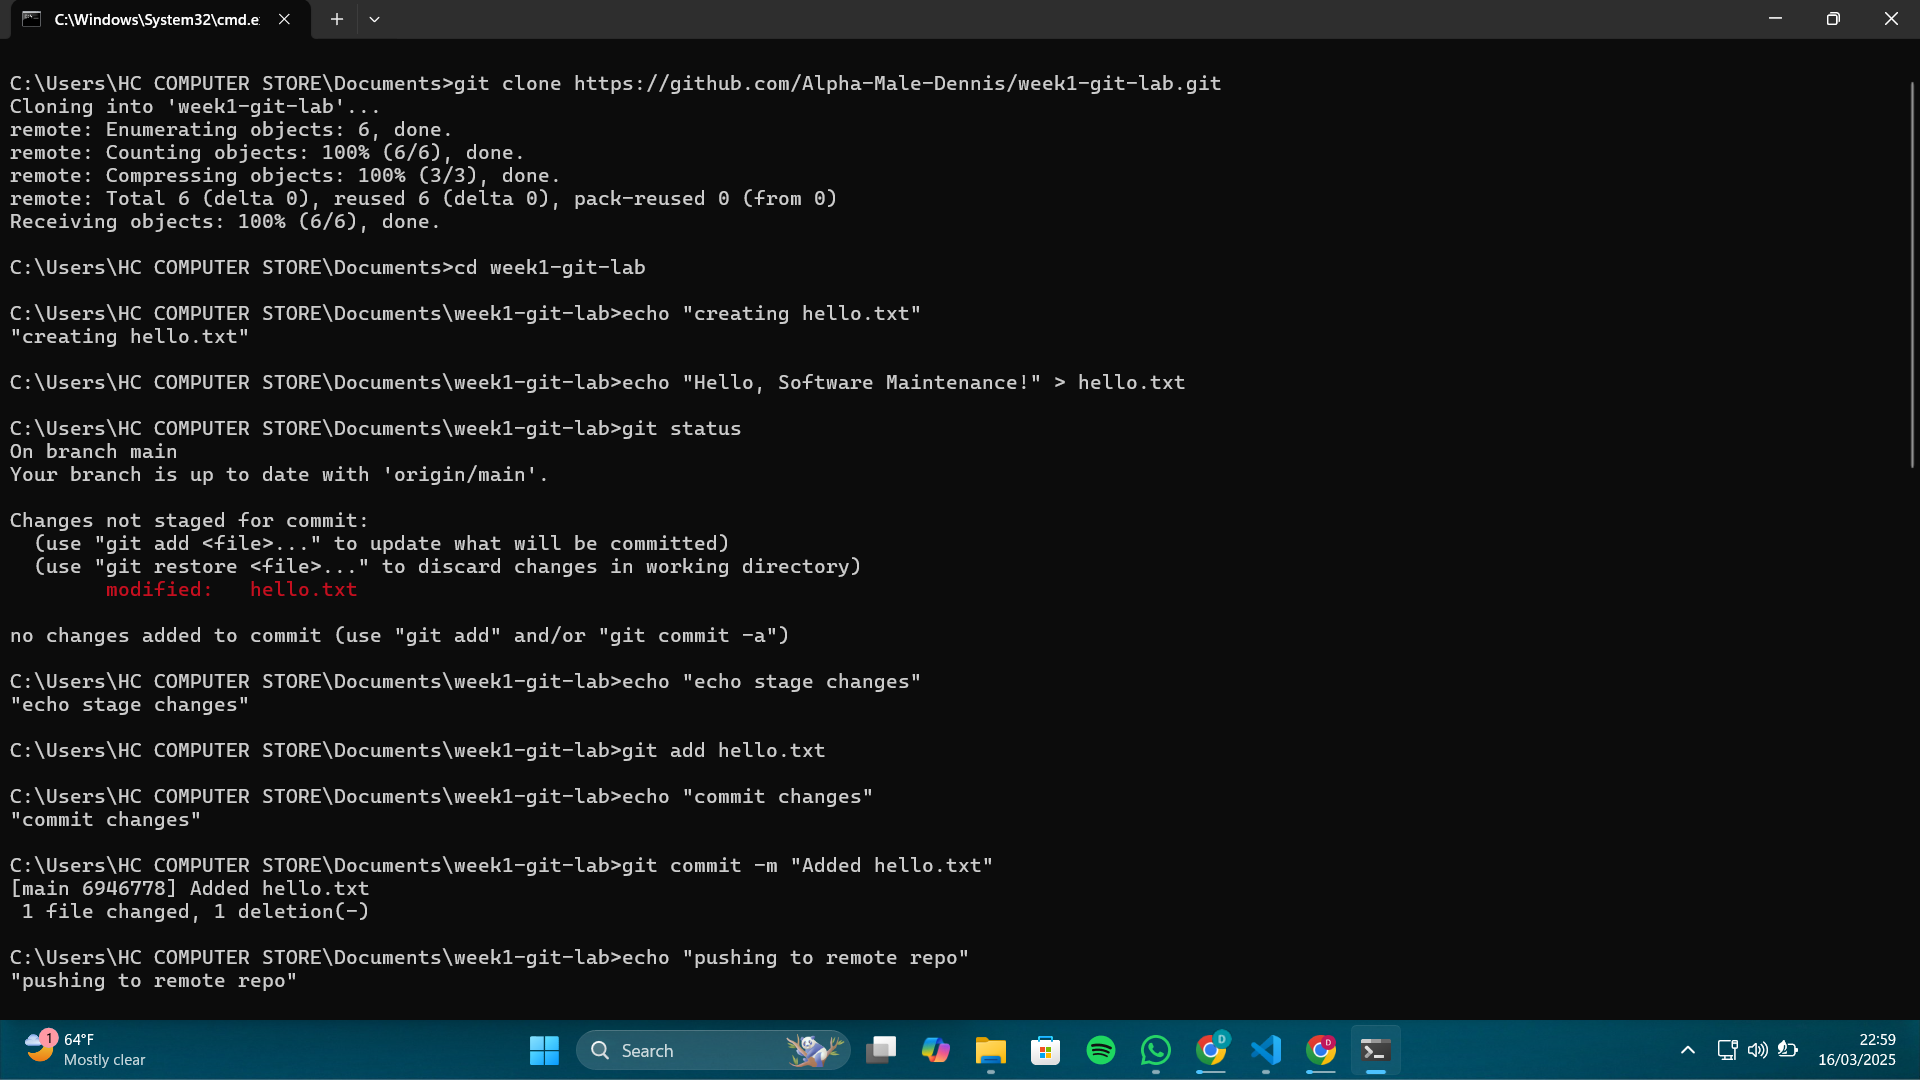 C:\Windows\System32\cmd.e
C:\Users\HC COMPUTER STORE\Documents>git clone https://github.com/Alpha-Male-Dennis/week1-git-lab.git
Cloning into 'week1-git-lab'...
remote: Enumerating objects: 6, done.
remote: Counting objects: 100% (6/6), done.
remote: Compressing objects: 100% (3/3), done.
remote: Total 6 (delta 0), reused 6 (delta 0), pack-reused 0 (from 0)
Receiving objects: 100% (6/6), done.
C:\Users\HC COMPUTER STORE\Documents>cd week1-git-lab
C:\Users\HC COMPUTER STORE\Documents\week1-git-lab>echo "creating hello.txt"
"creating hello.txt"
C:\Users\HC COMPUTER STORE\Documents\week1-git-lab>echo "Hello, Software Maintenance!" > hello.txt
C:\Users\HC COMPUTER STORE\Documents\week1-git-lab>git status
On branch main
Your branch is up to date with 'origin/main'.
Changes not staged for commit:
  (use "git add <file>..." to update what will be committed)
  (use "git restore <file>..." to discard changes in working directory)
        modified:   hello.txt
no changes added to commit (use "git add" and/or "git commit -a")
C:\Users\HC COMPUTER STORE\Documents\week1-git-lab>echo "echo stage changes"
"echo stage changes"
C:\Users\HC COMPUTER STORE\Documents\week1-git-lab>git add hello.txt
C:\Users\HC COMPUTER STORE\Documents\week1-git-lab>echo "commit changes"
"commit changes"
C:\Users\HC COMPUTER STORE\Documents\week1-git-lab>git commit -m "Added hello.txt"
[main 6946778] Added hello.txt
 1 file changed, 1 deletion(-)
C:\Users\HC COMPUTER STORE\Documents\week1-git-lab>echo "pushing to remote repo"
"pushing to remote repo"
1
64°F
Mostly clear
Search
D
D
22:59
16/03/2025